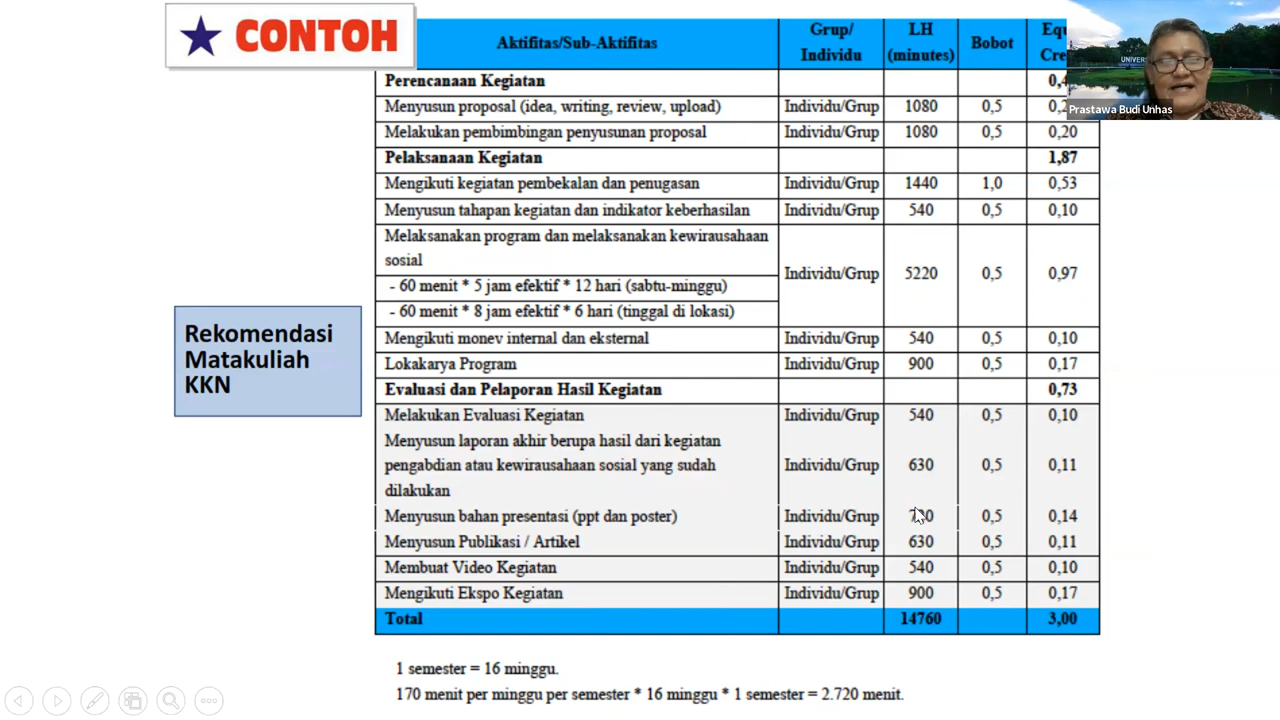 CONTOH
Aktifitas/Sub-Aktifitas Grup/ Individu LH (minutes) Bobot
Perencanaan Kegiatan
Menyusun proposal (idea, writing, review, upload) Individu/Grup 1080 0,5
Melakukan pembimbingan penyusunan proposal Individu/Grup 1080 0,5 0,20
Pelaksanaan Kegiatan 1,87
Mengikuti kegiatan pembekalan dan penugasan Individu/Grup 1440 1,0 0,53
Menyusun tahapan kegiatan dan indikator keberhasilan Individu/Grup 540 0,5 0,10
Melaksanakan program dan melaksanakan kewirausahaan
sosial
- 60 menit * 5 jam efektif * 12 hari (sabtu-minggu)
- 60 menit * 8 jam efektif * 6 hari (tinggal di lokasi)
Individu/Grup 5220 0,5 0,97
Mengikuti monev internal dan eksternal Individu/Grup 540 0,5 0,10
Lokakarya Program Individu/Grup 900 0,5 0,17
Evaluasi dan Pelaporan Hasil Kegiatan 0,73
Melakukan Evaluasi Kegiatan Individu/Grup 540 0,5 0,10
Menyusun laporan akhir berupa hasil dari kegiatan
pengabdian atau kewirausahaan sosial yang sudah Individu/Grup 630 0,5 0,11
dilakukan
Menyusun bahan presentasi (ppt dan poster) Individu/Grup 0,5 0,14
Menyusun Publikasi / Artikel Individu/Grup 630 0,5 0,11
Membuat Video Kegiatan Individu/Grup 540 0,5 0,10
Mengikuti Ekspo Kegiatan Individu/Grup 900 0,5 0,17
Total 14760 3,00
1 semester = 16 minggu.
170 menit per minggu per semester * 16 minggu * 1 semester = 2.720 menit.
Rekomendasi
Matakuliah
KKN
Prastawa Budi Unhas